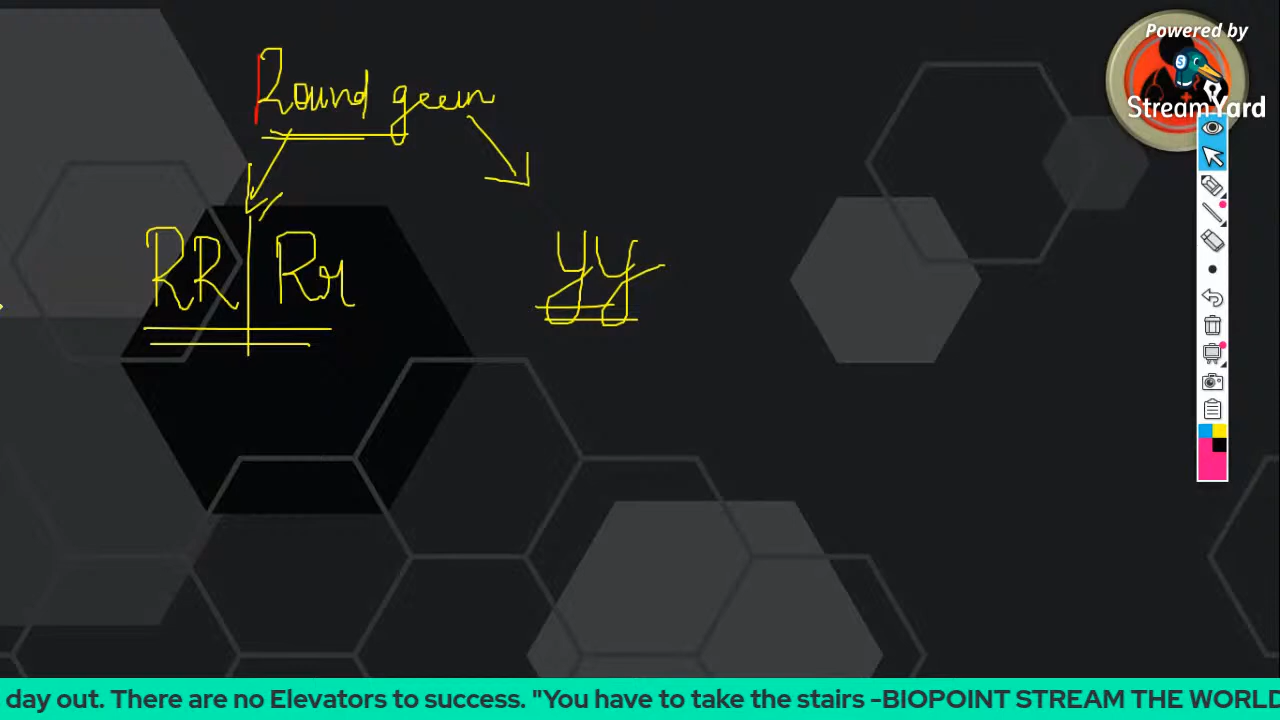 Powered by
StreamYard
Round green
RR | Rr
yy
day out. There are no Elevators to success. "You have to take the stairs -BIOPOINT STREAM THE WORLD